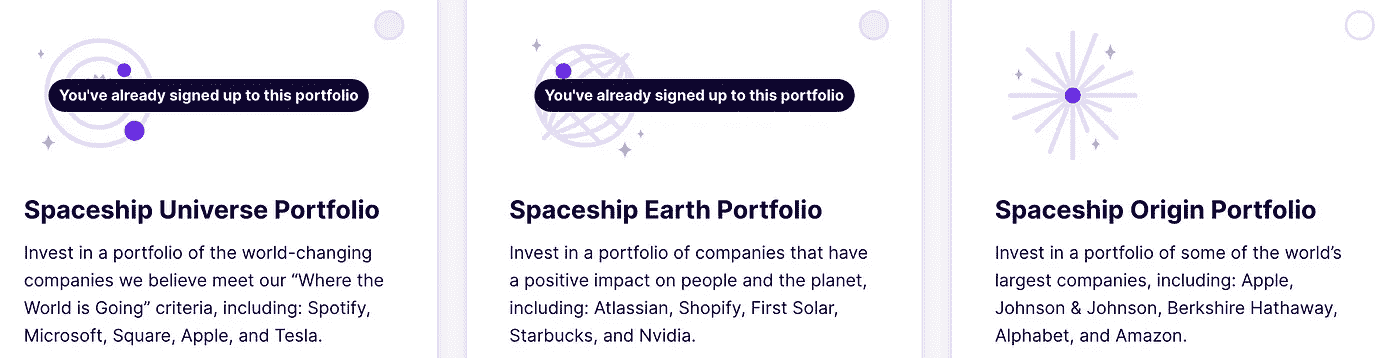 You've already signed up to this portfolio
Spaceship Universe Portfolio
Invest in a portfolio of the world-changing
companies we believe meet our “Where the
World is Going” criteria, including: Spotify,
Microsoft, Square, Apple, and Tesla.
You've already signed up to this portfolio
Spaceship Earth Portfolio
Invest in a portfolio of companies that have
a positive impact on people and the planet,
including: Atlassian, Shopify, First Solar,
Starbucks, and Nvidia.
Spaceship Origin Portfolio
Invest in a portfolio of some of the world’s
largest companies, including: Apple,
Johnson & Johnson, Berkshire Hathaway,
Alphabet, and Amazon.